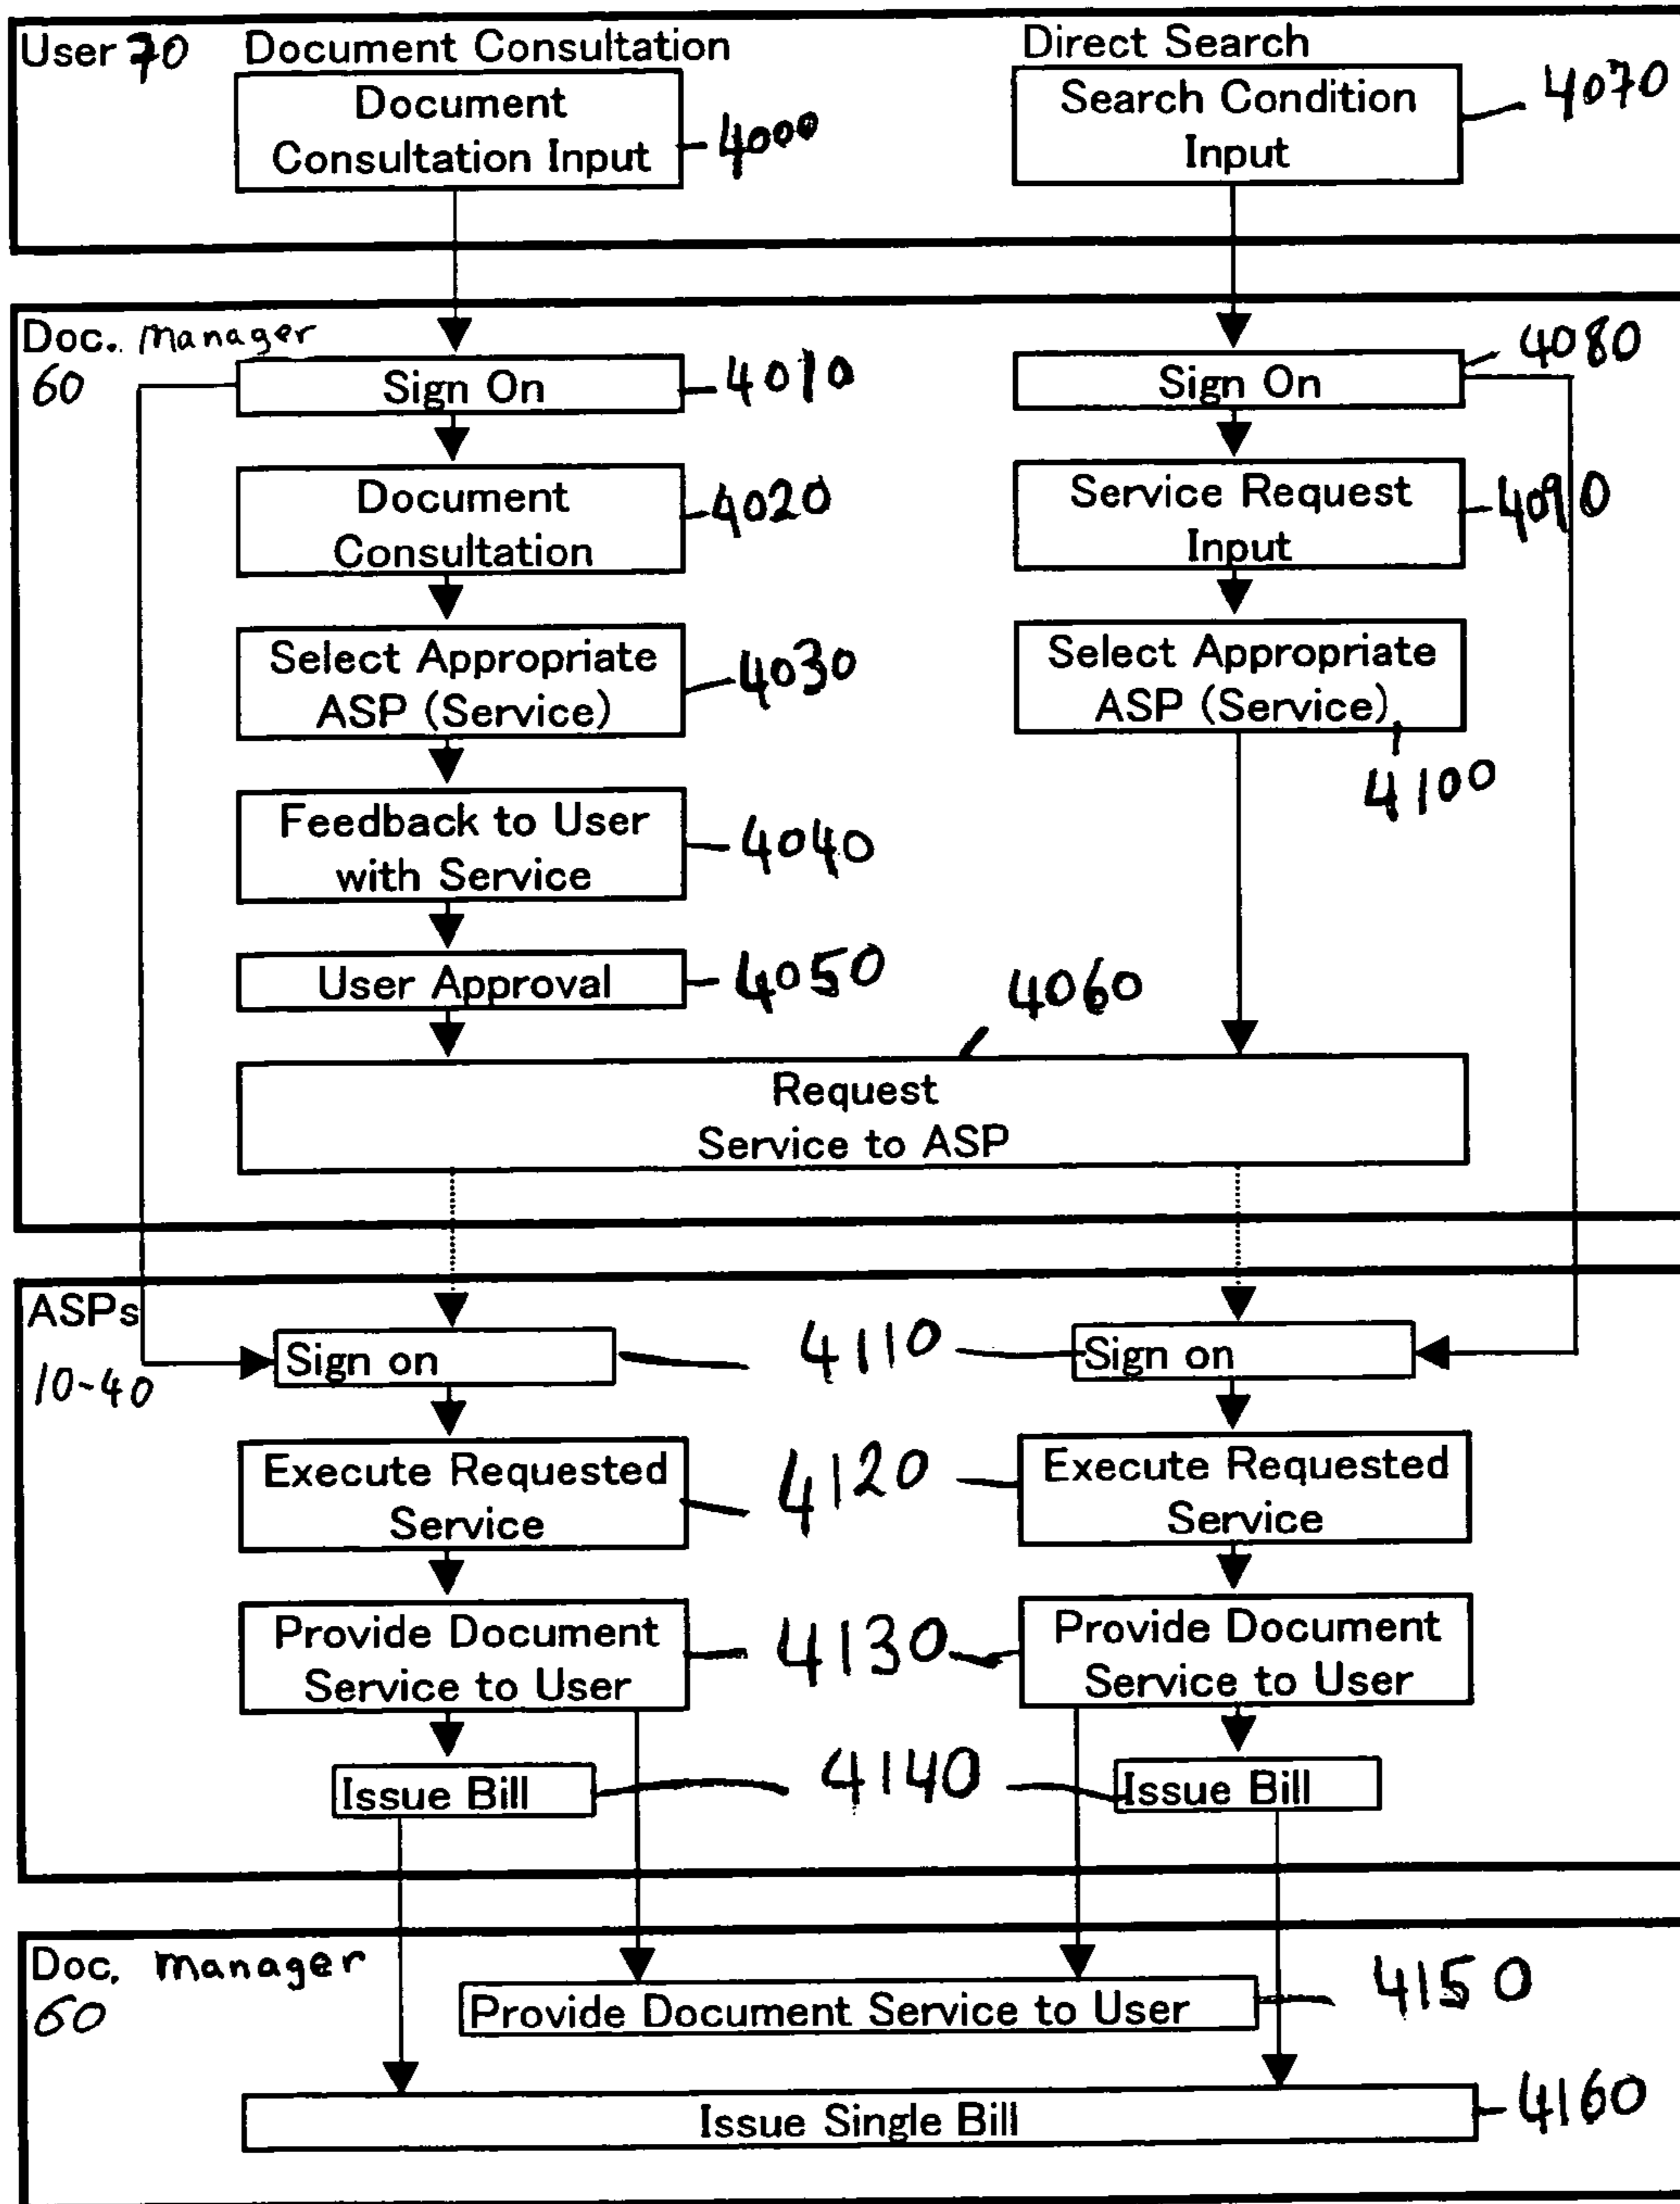 User 70
Document Consultation
Direct Search
Document
Consultation Input
4000
Search Condition
Input
4070
Doc. Manager
60
Sign On
4010
Sign On
4080
Document
Consultation
4020
Service Request
Input
4090
Select Appropriate
ASP (Service)
4030
Select Appropriate
ASP (Service)
4100
Feedback to User
with Service
4040
User Approval
4050
4060
Request
Service to ASP
ASPs
10~40
Sign on
4110
Sign on
Execute Requested
Service
4120
Execute Requested
Service
Provide Document
Service to User
4130
Provide Document
Service to User
Issue Bill
4140
Issue Bill
Doc. manager
60
Provide Document Service to User
4150
Issue Single Bill
4160